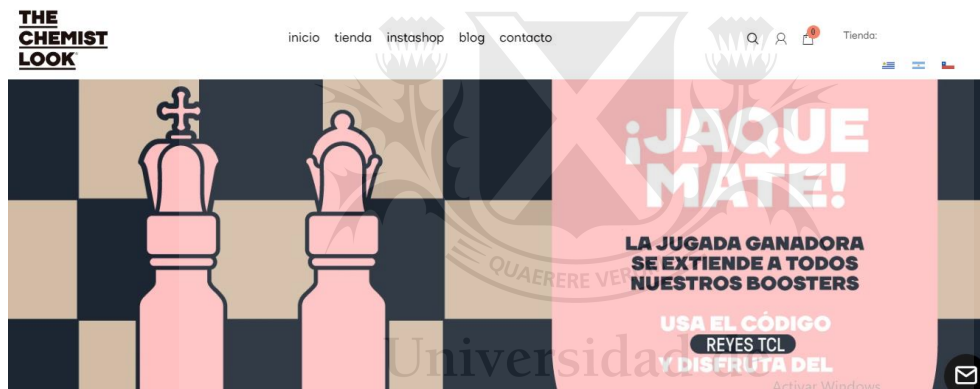 THE
CHEMIST
LOOK
inicio tienda instashop blog contacto
0
Tienda:
¡JAQUE
MATE!
LA JUGADA GANADORA
SE EXTIENDE A TODOS
NUESTROS BOOSTERS
USA EL CÓDIGO
REYES TCL
Y DISFRUTA DEL
QUAERERE
Universidad de
Activar Windows